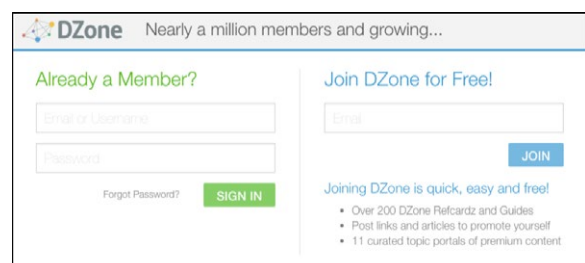 DZone Nearly a million members and growing...
Already a Member?
Email or Username
Password
Forgot Password? SIGN IN
Join DZone for Free!
Email
JOIN
Joining DZone is quick, easy and free!
• Over 200 DZone Refcardz and Guides
• Post links and articles to promote yourself
• 11 curated topic portals of premium content